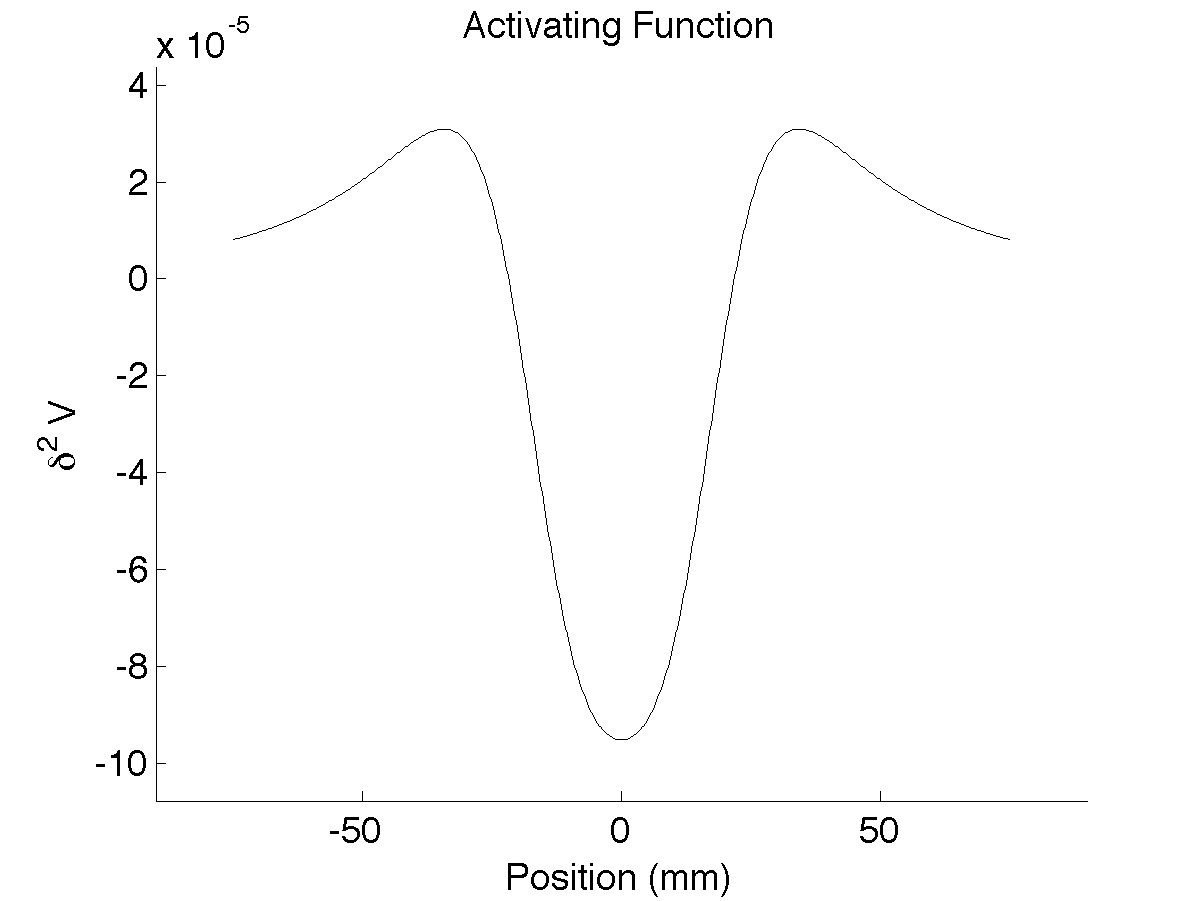 Activating Function
x 10^-5
4
2
0
-2
-4
-6
-8
-10
δ² V
-50
0
50
Position (mm)